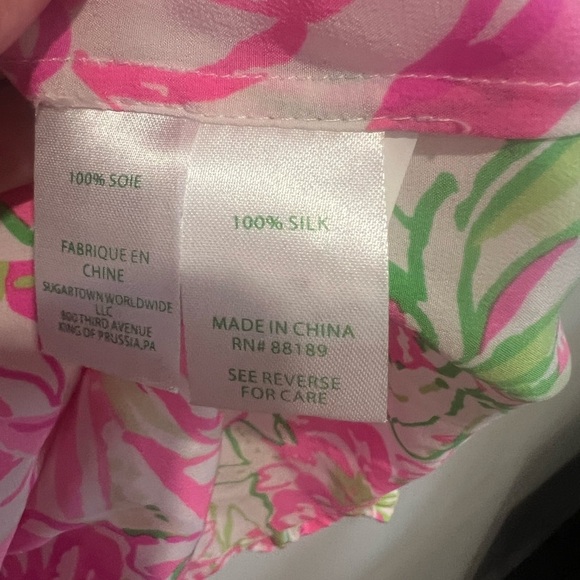 100% SOIE
FABRIQUE EN
CHINE
SUGARTOWN WORLDWIDE
LLC
800 THIRD AVENUE
KING OF PRUSSIA,PA
100% SILK
MADE IN CHINA
RN# 88189
SEE REVERSE
FOR CARE